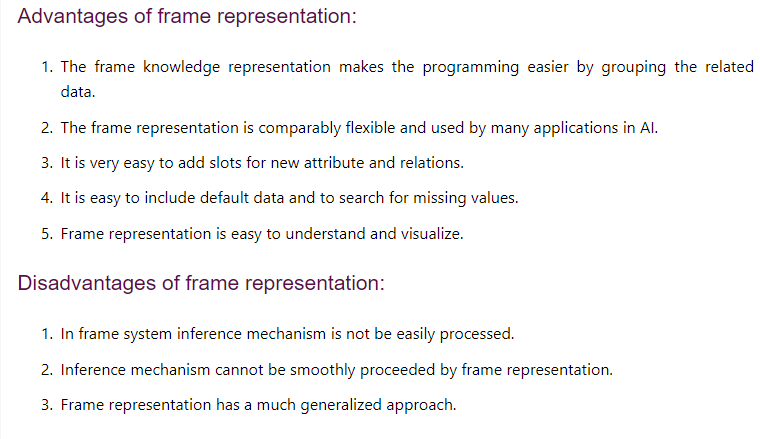 Advantages of frame representation:
1. The frame knowledge representation makes the programming easier by grouping the related
data.
2. The frame representation is comparably flexible and used by many applications in AI.
3. It is very easy to add slots for new attribute and relations.
4. It is easy to include default data and to search for missing values.
5. Frame representation is easy to understand and visualize.
Disadvantages of frame representation:
1. In frame system inference mechanism is not be easily processed.
2. Inference mechanism cannot be smoothly proceeded by frame representation.
3. Frame representation has a much generalized approach.